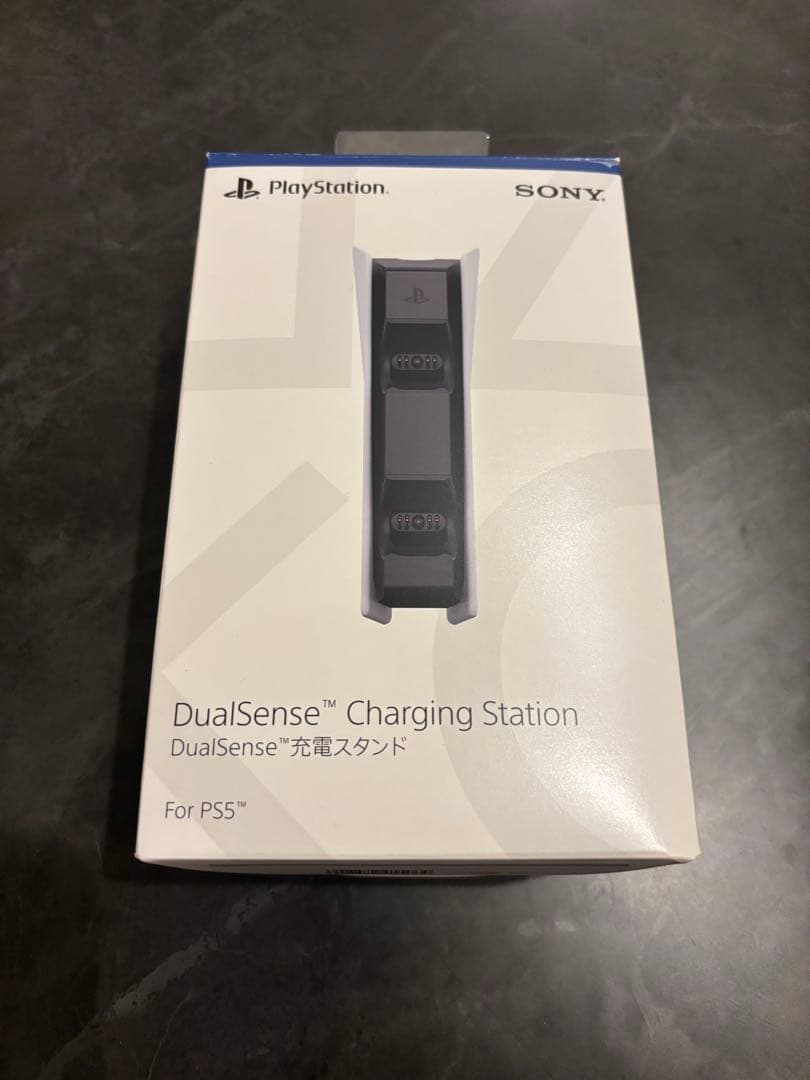 PlayStation.
SONY.
DualSense™ Charging Station
DualSense™充電スタンド
For PS5™